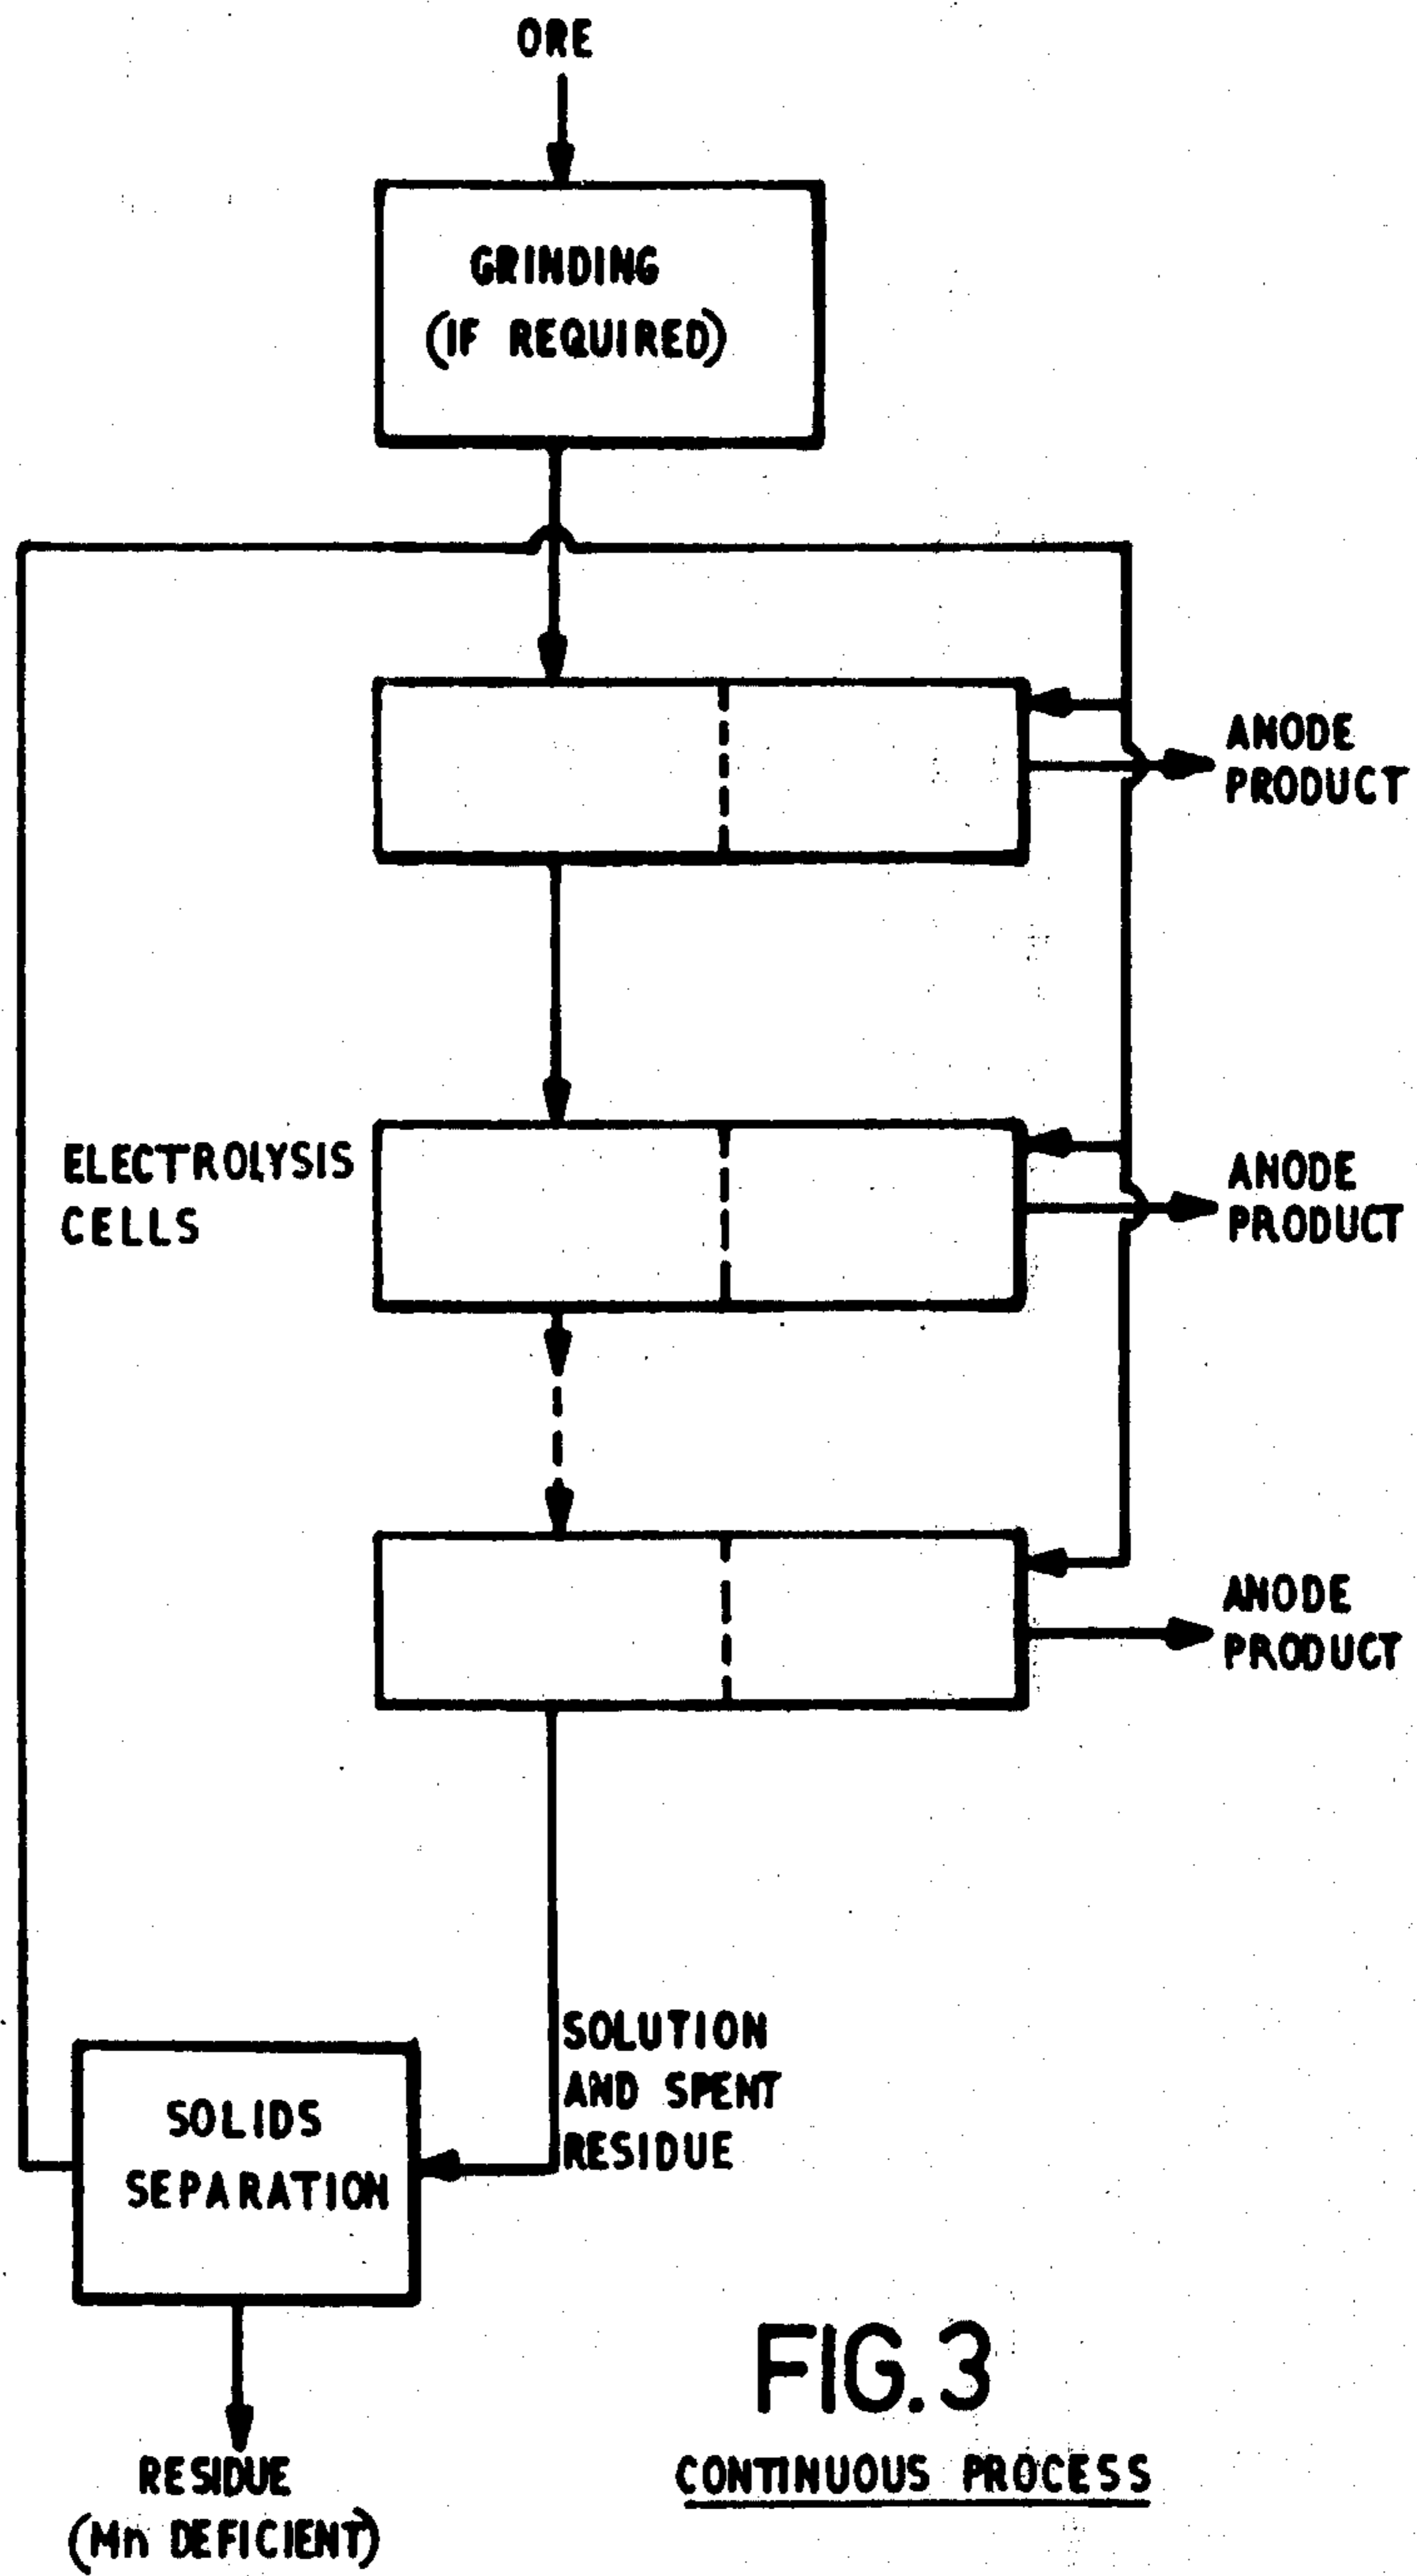 ORE
GRINDING
(IF REQUIRED)
ANODE
PRODUCT
ELECTROLYSIS
CELLS
ANODE
PRODUCT
ANODE
PRODUCT
SOLUTION
AND SPENT
RESIDUE
SOLIDS
SEPARATION
RESIDUE
(Mn DEFICIENT)
FIG. 3
CONTINUOUS PROCESS